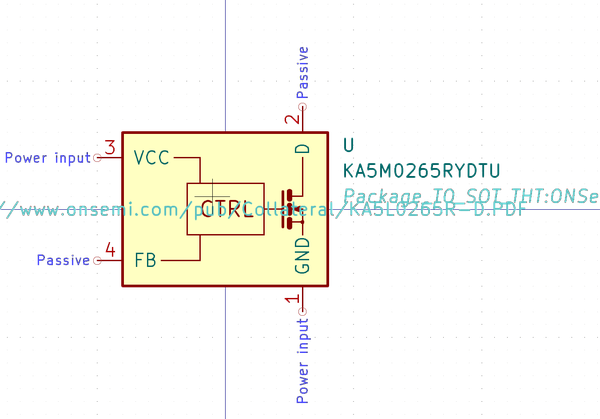 Passive
2
U
Power input
3
VCC
D
KA5M0265RYDTU
Package_TO_SOT_THT:ONSe
//www.onsemi.com/pub/Collateral/KA5L0265R-D.PDF
CTRL
Passive
4
FB
GND
1
Power input